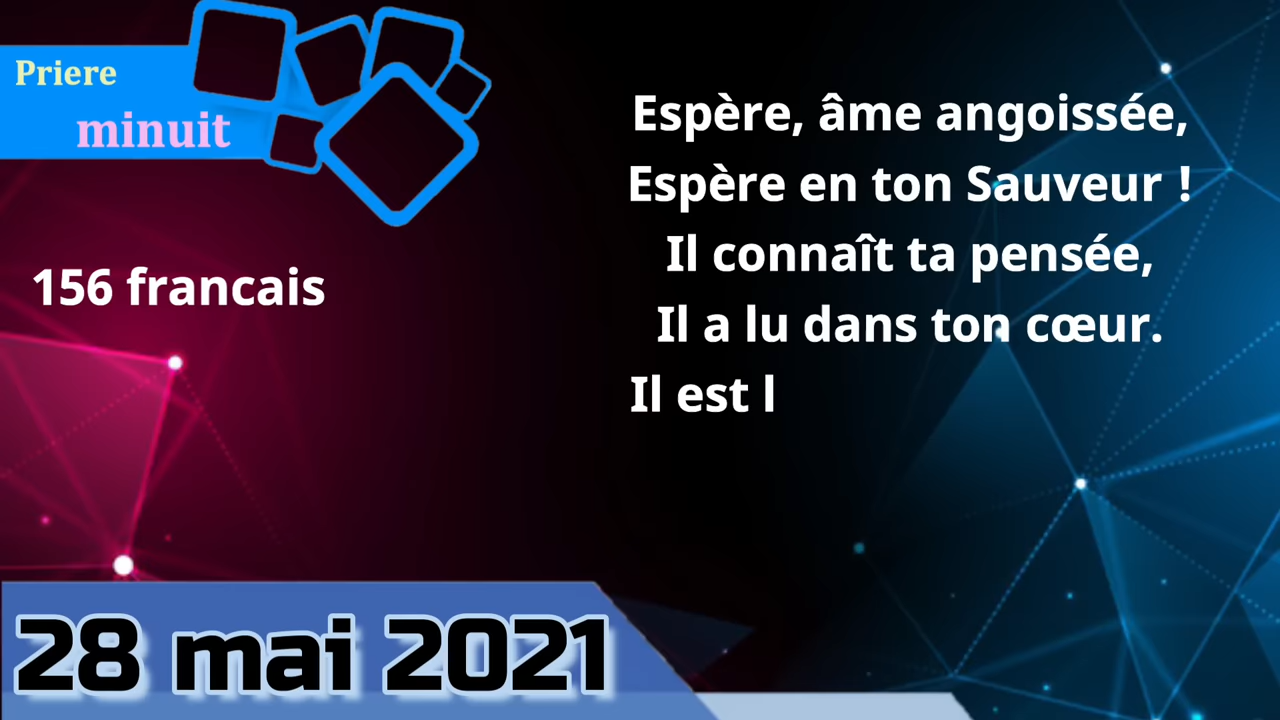 Priere
minuit
156 francais
Espère, âme angoissée,
Espère en ton Sauveur !
Il connaît ta pensée,
Il a lu dans ton cœur.
Il est l
28 mai 2021